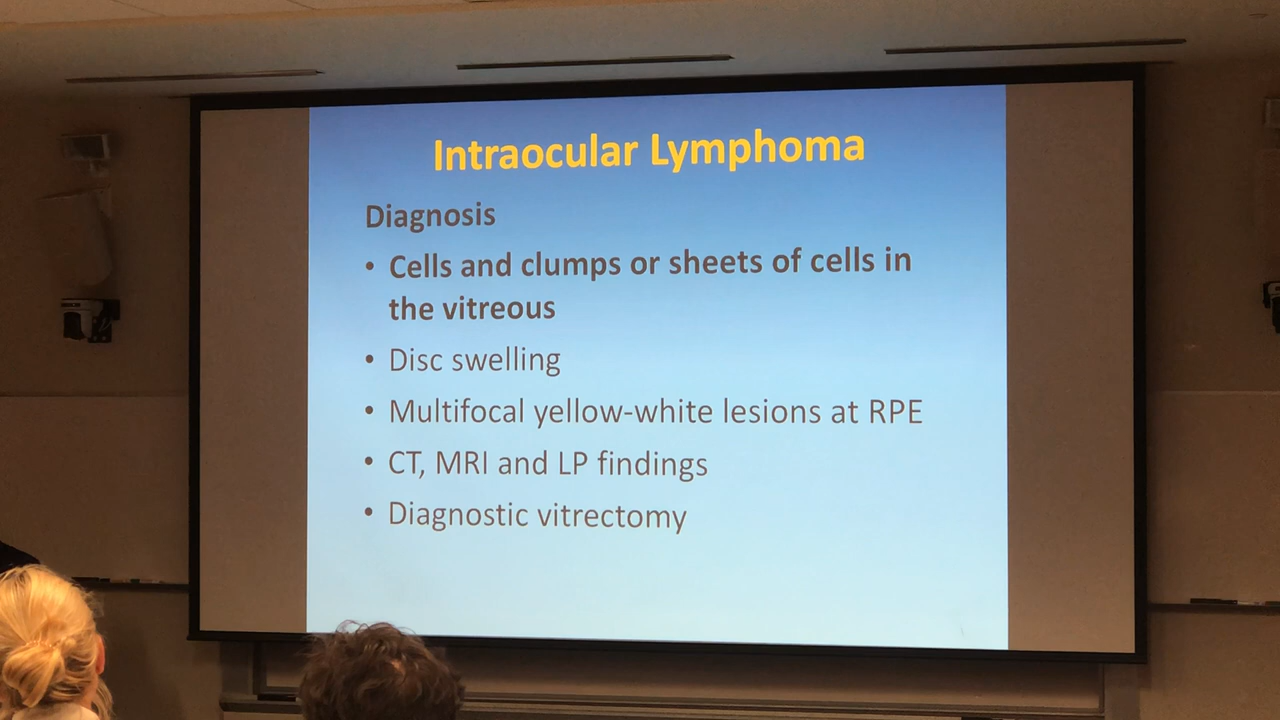 Intraocular Lymphoma
Diagnosis
• Cells and clumps or sheets of cells in
the vitreous
• Disc swelling
• Multifocal yellow-white lesions at RPE
• CT, MRI and LP findings
• Diagnostic vitrectomy